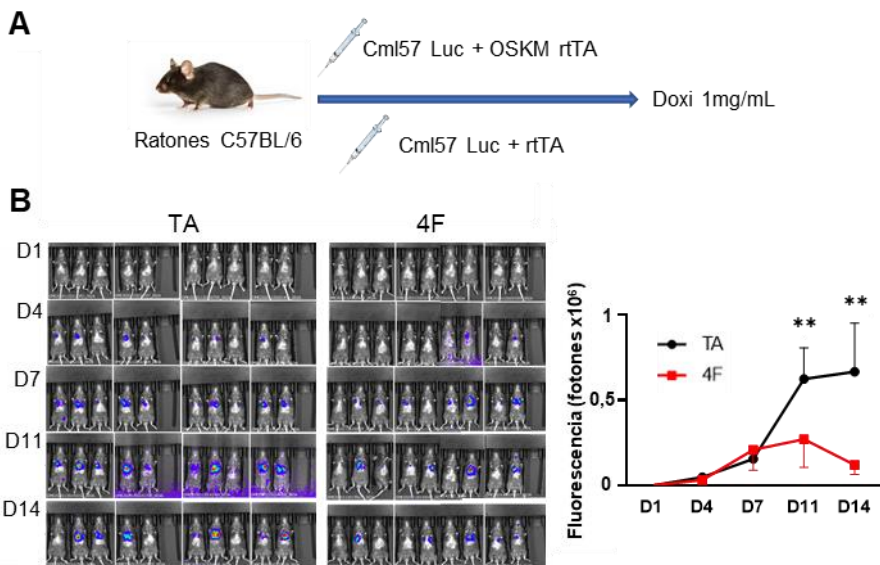 A
Cml57 Luc + OSKM rtTA
Doxi 1mg/mL
Ratones C57BL/6
Cml57 Luc + rtTA
B
TA
4F
D1
D4
D7
D11
D14
Fluorescencia (fotones x10⁶)
1
0,5
0
** **
TA
4F
D1 D4 D7 D11 D14